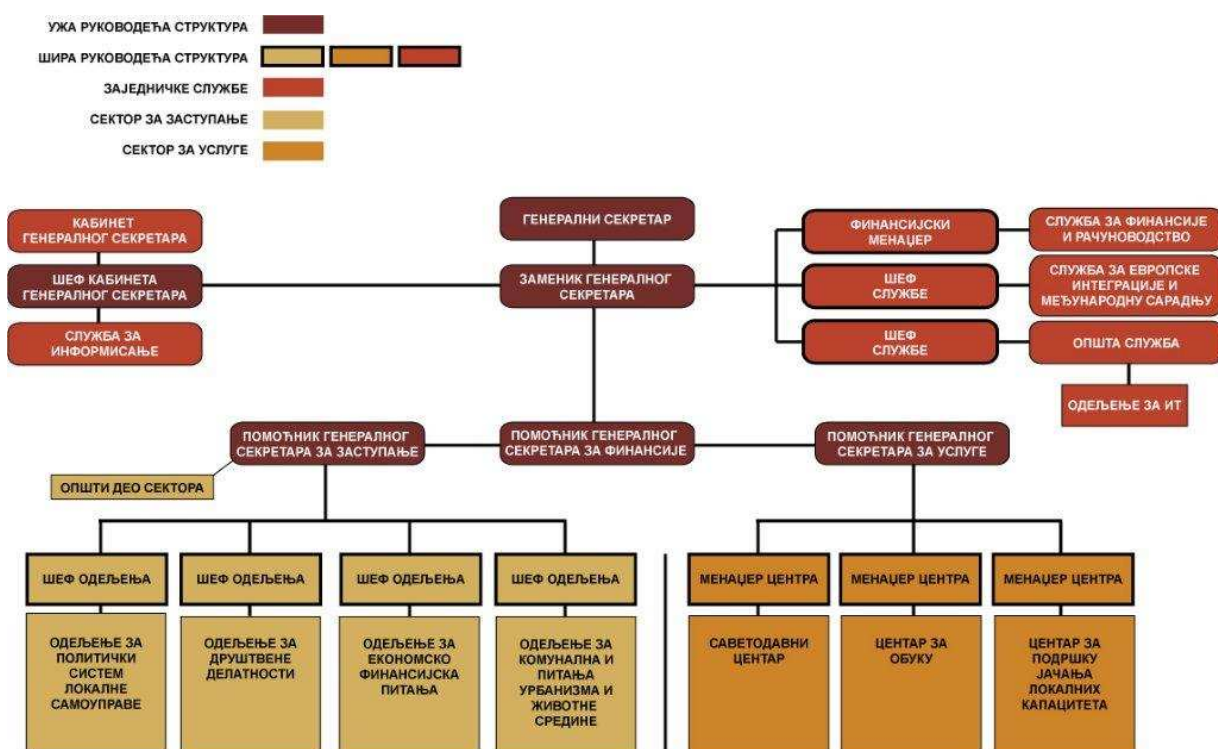 УЖА РУКОВОДЕЋА СТРУКТУРА
ШИРА РУКОВОДЕЋА СТРУКТУРА
ЗАЈЕДНИЧКЕ СЛУЖБЕ
СЕКТОР ЗА ЗАСТУПАЊЕ
СЕКТОР ЗА УСЛУГЕ
КАБИНЕТ
ГЕНЕРАЛНОГ СЕКРЕТАРА
ШЕФ КАБИНЕТА
ГЕНЕРАЛНОГ СЕКРЕТАРА
СЛУЖБА ЗА
ИНФОРМИСАЊЕ
ГЕНЕРАЛНИ СЕКРЕТАР
ЗАМЕНИК ГЕНЕРАЛНОГ
СЕКРЕТАРА
ФИНАНСИЈСКИ
МЕНАЏЕР
СЛУЖБА ЗА ФИНАНСИЈЕ
И РАЧУНОВОДСТВО
ШЕФ
СЛУЖБЕ
СЛУЖБА ЗА ЕВРОПСКЕ
ИНТЕГРАЦИЈЕ И
МЕЂУНАРОДНУ САРАДЊУ
ШЕФ
СЛУЖБЕ
ОПШТА СЛУЖБА
ОДЕЉЕЊЕ ЗА ИТ
ПОМОЋНИК ГЕНЕРАЛНОГ
СЕКРЕТАРА ЗА ЗАСТУПАЊЕ
ПОМОЋНИК ГЕНЕРАЛНОГ
СЕКРЕТАРА ЗА ФИНАНСИЈЕ
ПОМОЋНИК ГЕНЕРАЛНОГ
СЕКРЕТАРА ЗА УСЛУГЕ
ОПШТИ ДЕО СЕКТОРА
ШЕФ ОДЕЉЕЊА
ШЕФ ОДЕЉЕЊА
ШЕФ ОДЕЉЕЊА
ШЕФ ОДЕЉЕЊА
МЕНАЏЕР ЦЕНТРА
МЕНАЏЕР ЦЕНТРА
МЕНАЏЕР ЦЕНТРА
ОДЕЉЕЊЕ ЗА
ПОЛИТИЧКИ
СИСТЕМ
ЛОКАЛНЕ
САМОУПРАВЕ
ОДЕЉЕЊЕ ЗА
ДРУШТВЕНЕ
ДЕЛАТНОСТИ
ОДЕЉЕЊЕ ЗА
ЕКОНОМСКО
ФИНАНСИЈСКА
ПИТАЊА
ОДЕЉЕЊЕ ЗА
КОМУНАЛНА И
ПИТАЊА
УРБАНИЗМА И
ЖИВОТНЕ
СРЕДИНЕ
САВЕТОДАВНИ
ЦЕНТАР
ЦЕНТАР ЗА
ОБУКУ
ЦЕНТАР ЗА
ПОДРШКУ
ЈАЧАЊА
ЛОКАЛНИХ
КАПАЦИТЕТА